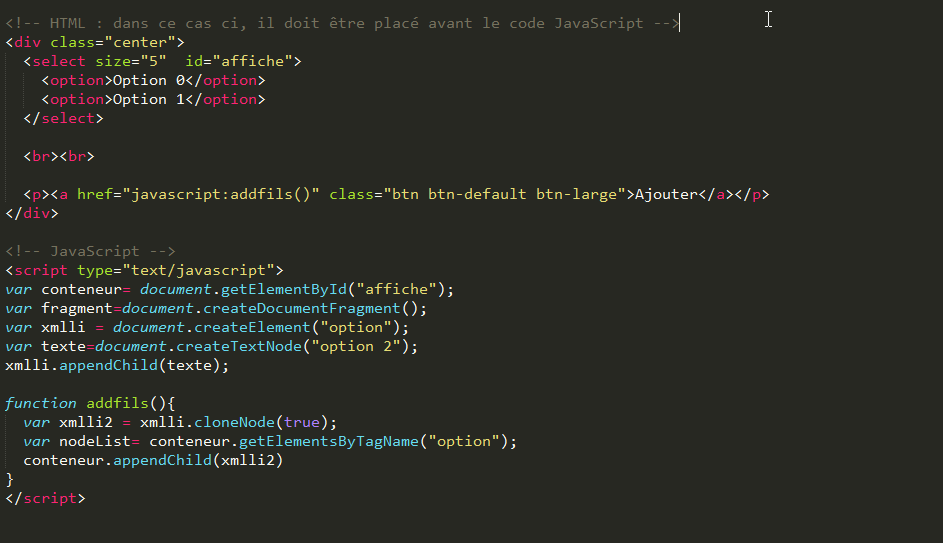 <!-- HTML : dans ce cas ci, il doit être placé avant le code JavaScript -->
<div class="center">
  <select size="5"  id="affiche">
    <option>Option 0</option>
    <option>Option 1</option>
  </select>

  <br><br>

  <p><a href="javascript:addfils()" class="btn btn-default btn-large">Ajouter</a></p>
</div>

<!-- JavaScript -->
<script type="text/javascript">
var conteneur= document.getElementById("affiche");
var fragment=document.createDocumentFragment();
var xmlli = document.createElement("option");
var texte=document.createTextNode("option 2");
xmlli.appendChild(texte);

function addfils(){
  var xmlli2 = xmlli.cloneNode(true);
  var nodeList= conteneur.getElementsByTagName("option");
  conteneur.appendChild(xmlli2)
}
</script>